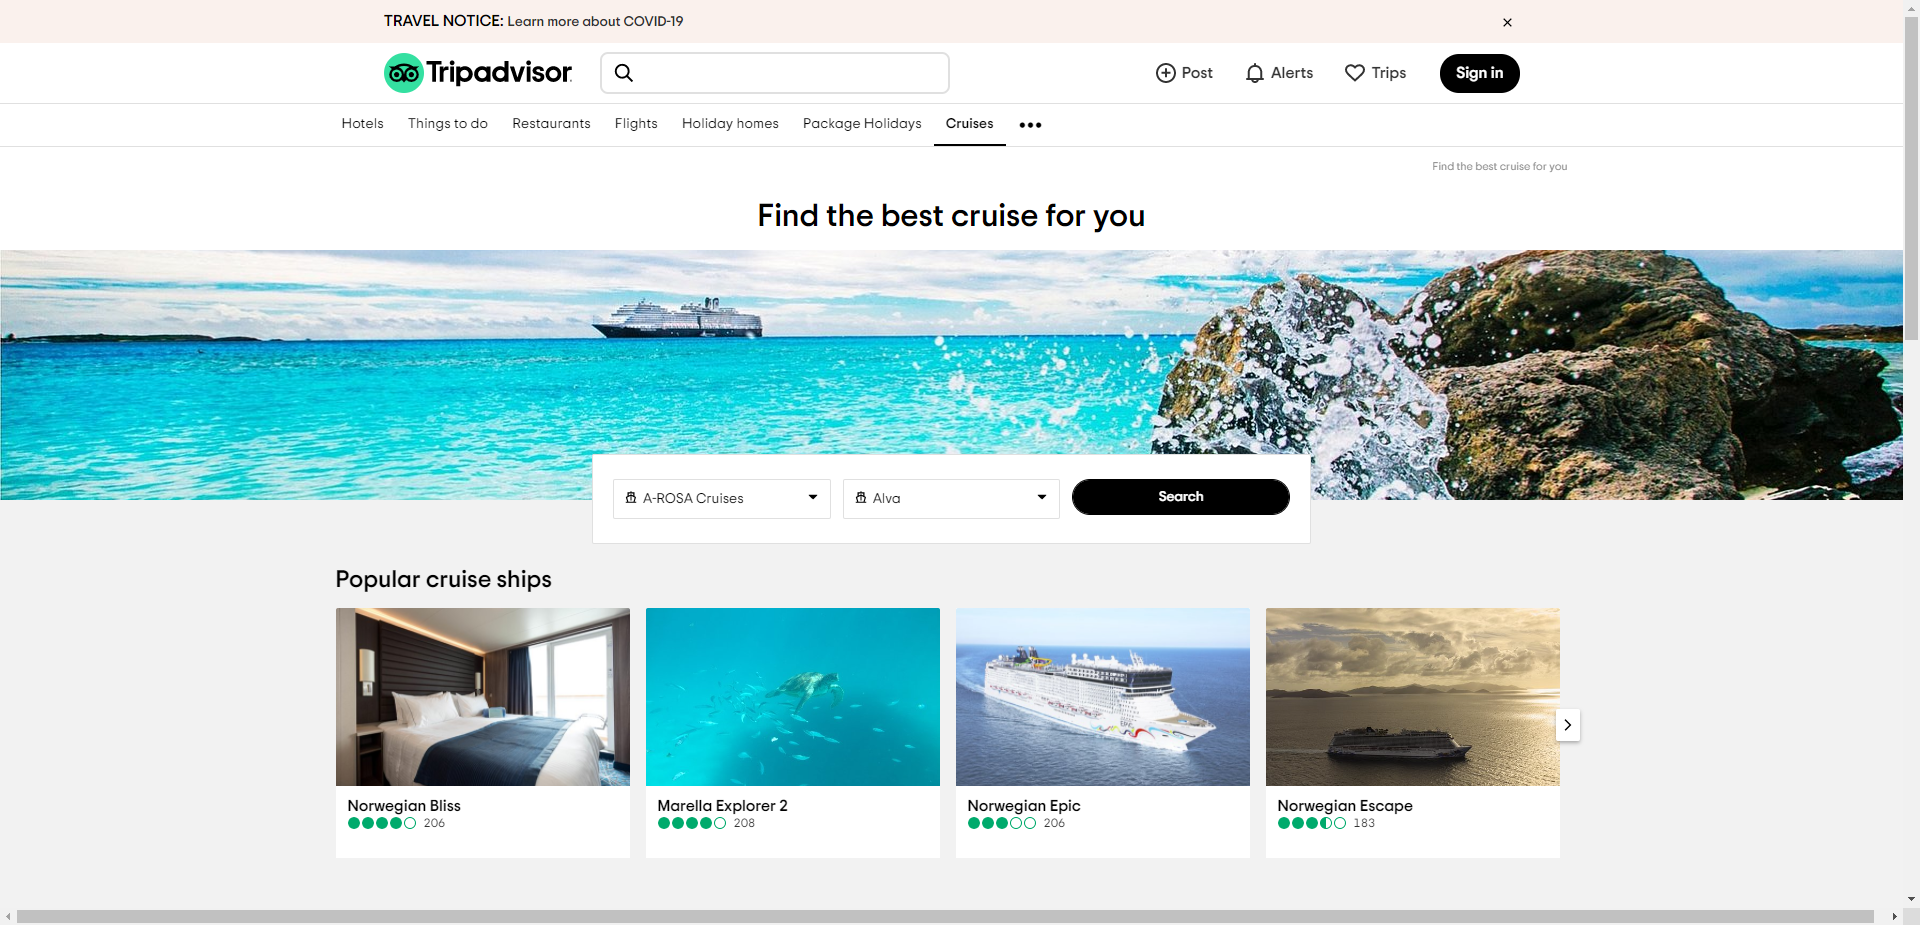 TRAVEL NOTICE: Learn more about COVID-19
Tripadvisor
Post
Alerts
Trips
Sign in
Hotels
Things to do
Restaurants
Flights
Holiday homes
Package Holidays
Cruises
Find the best cruise for you
Find the best cruise for you
A-ROSA Cruises
Alva
Search
Popular cruise ships
Norwegian Bliss
206
Marella Explorer 2
208
Norwegian Epic
206
Norwegian Escape
183